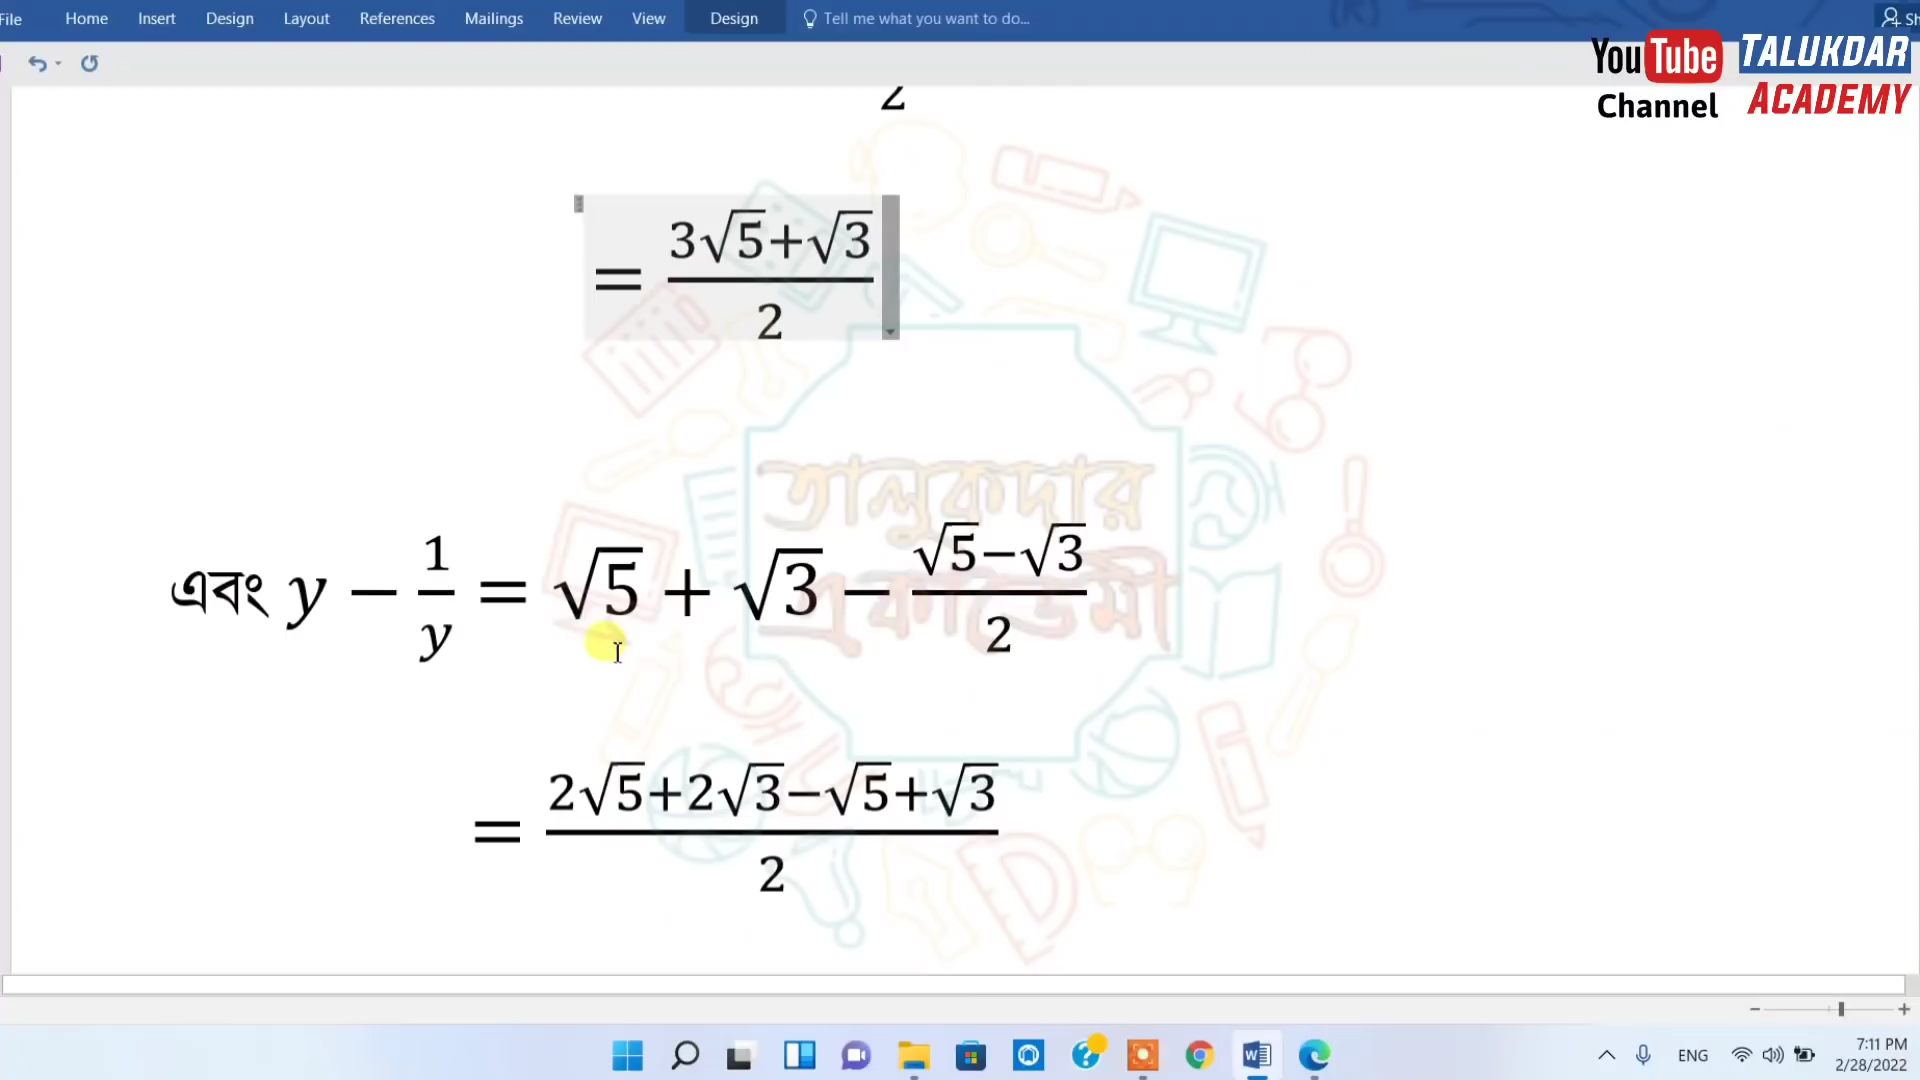 File Home Insert Design Layout References Mailings Review View Design Tell me what you want to do...
YouTube Channel
TALUKDAR ACADEMY
2
= (3√5+√3)/2
তালুকদার
একাডেমী
এবং y − 1/y = √5 + √3 − (√5−√3)/2
= (2√5+2√3−√5+√3)/2
ENG
7:11 PM
2/28/2022